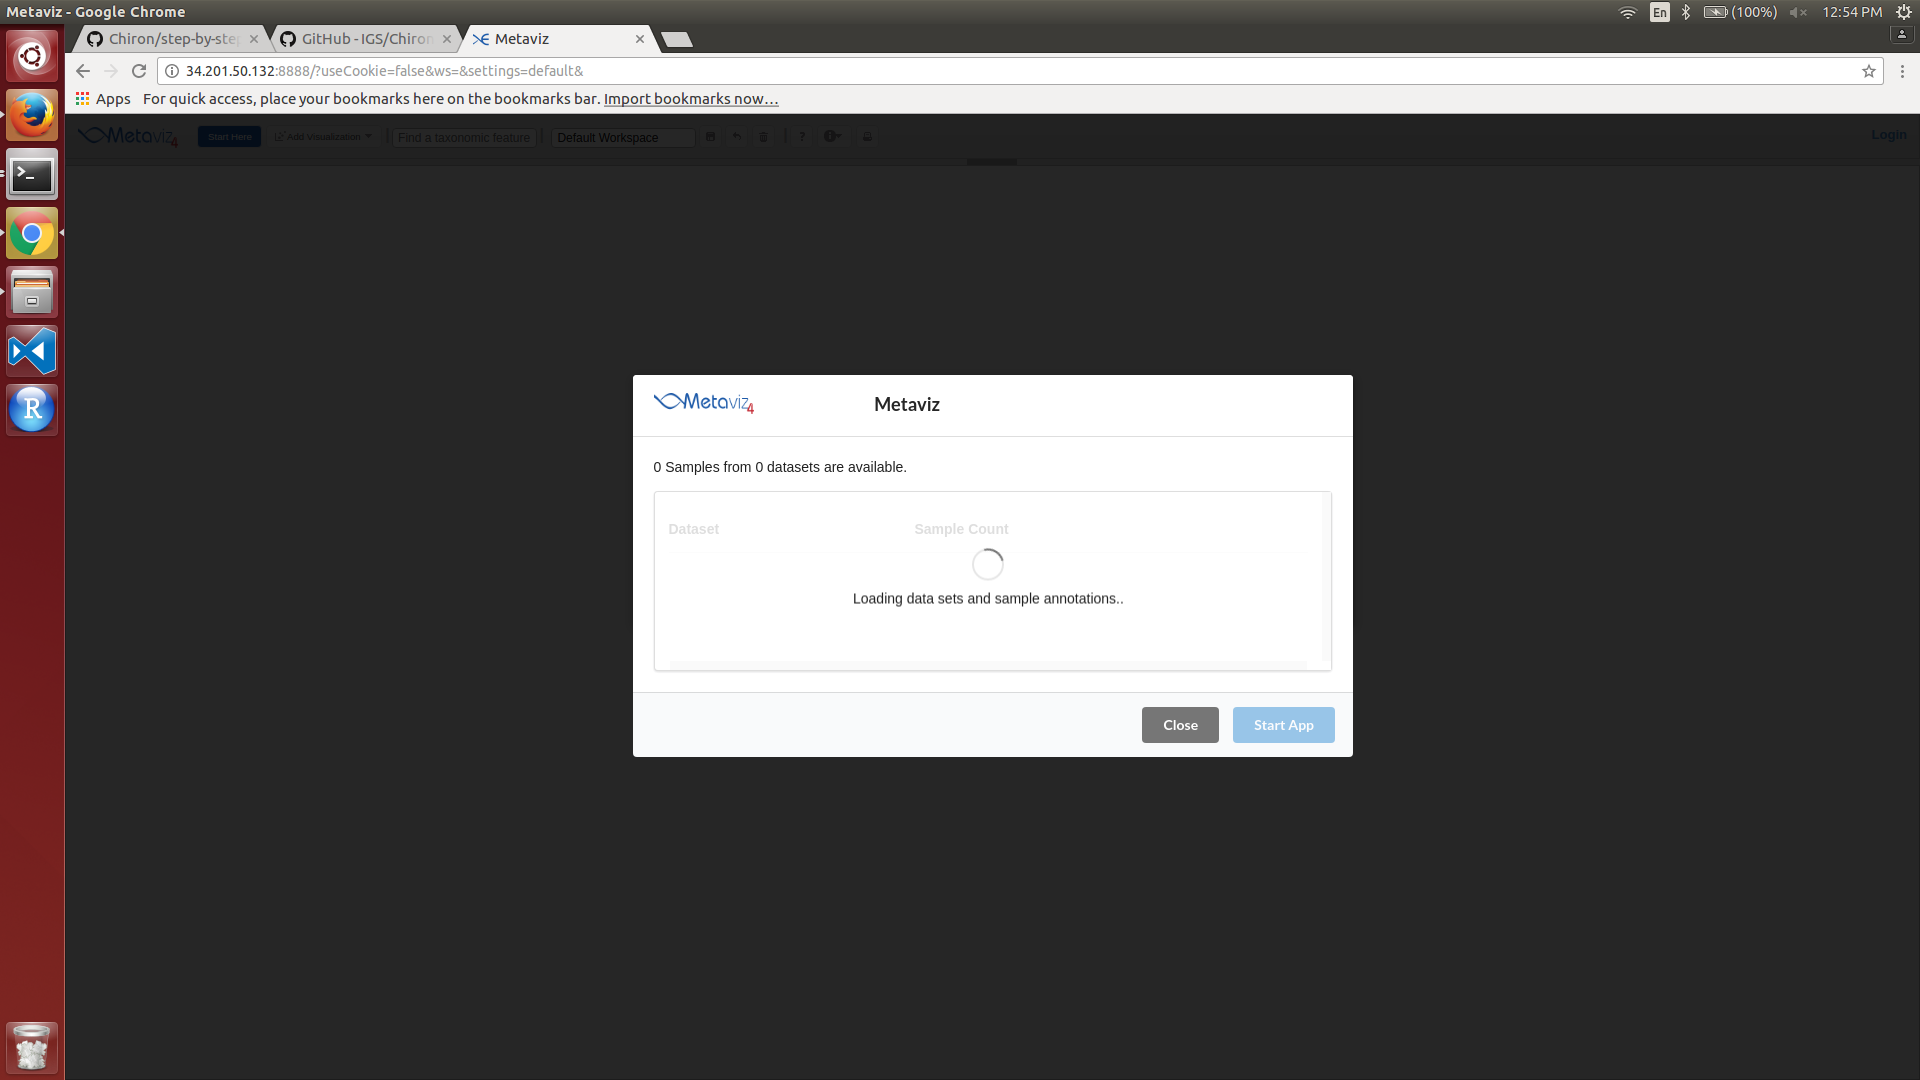 Metaviz - Google Chrome
En
(100%)
12:54 PM
Chiron/step-by-ste
GitHub - IGS/Chiron
Metaviz
34.201.50.132:8888/?useCookie=false&ws=&settings=default&
Apps
For quick access, place your bookmarks here on the bookmarks bar. Import bookmarks now…
Metaviz4
Start Here
Add Visualization
Find a taxonomic feature
Default Workspace
?
Login
Metaviz4
Metaviz
0 Samples from 0 datasets are available.
Dataset
Sample Count
Loading data sets and sample annotations..
Close
Start App
R